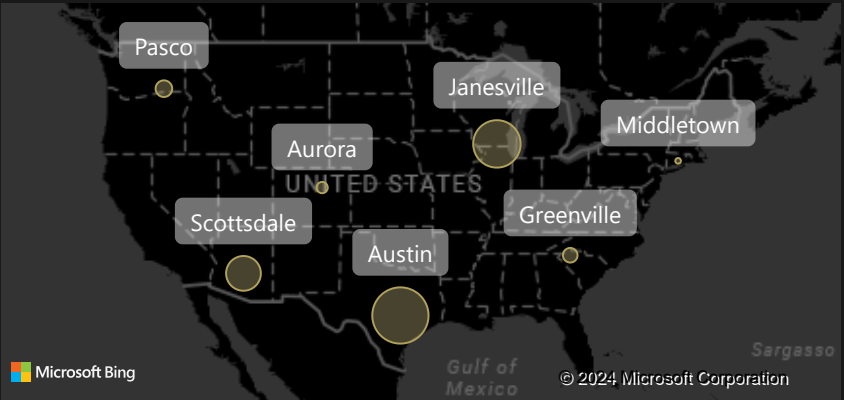 Pasco
Janesville
Middletown
Aurora
UNITED STATES
Scottsdale
Greenville
Austin
Sargasso
Gulf of
Mexico
Microsoft Bing
© 2024 Microsoft Corporation